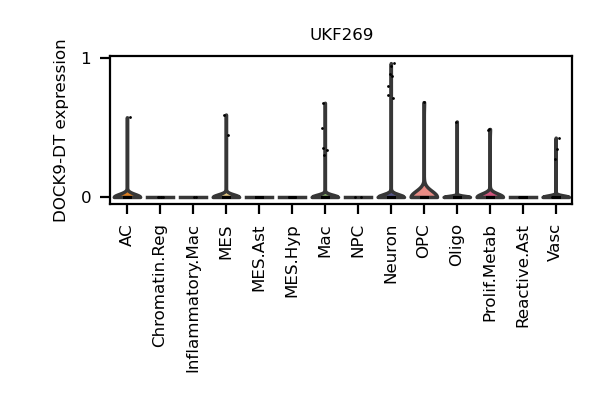 UKF269
DOCK9-DT expression
1
0
AC
Chromatin.Reg
Inflammatory.Mac
MES
MES.Ast
MES.Hyp
Mac
NPC
Neuron
OPC
Oligo
Prolif.Metab
Reactive.Ast
Vasc